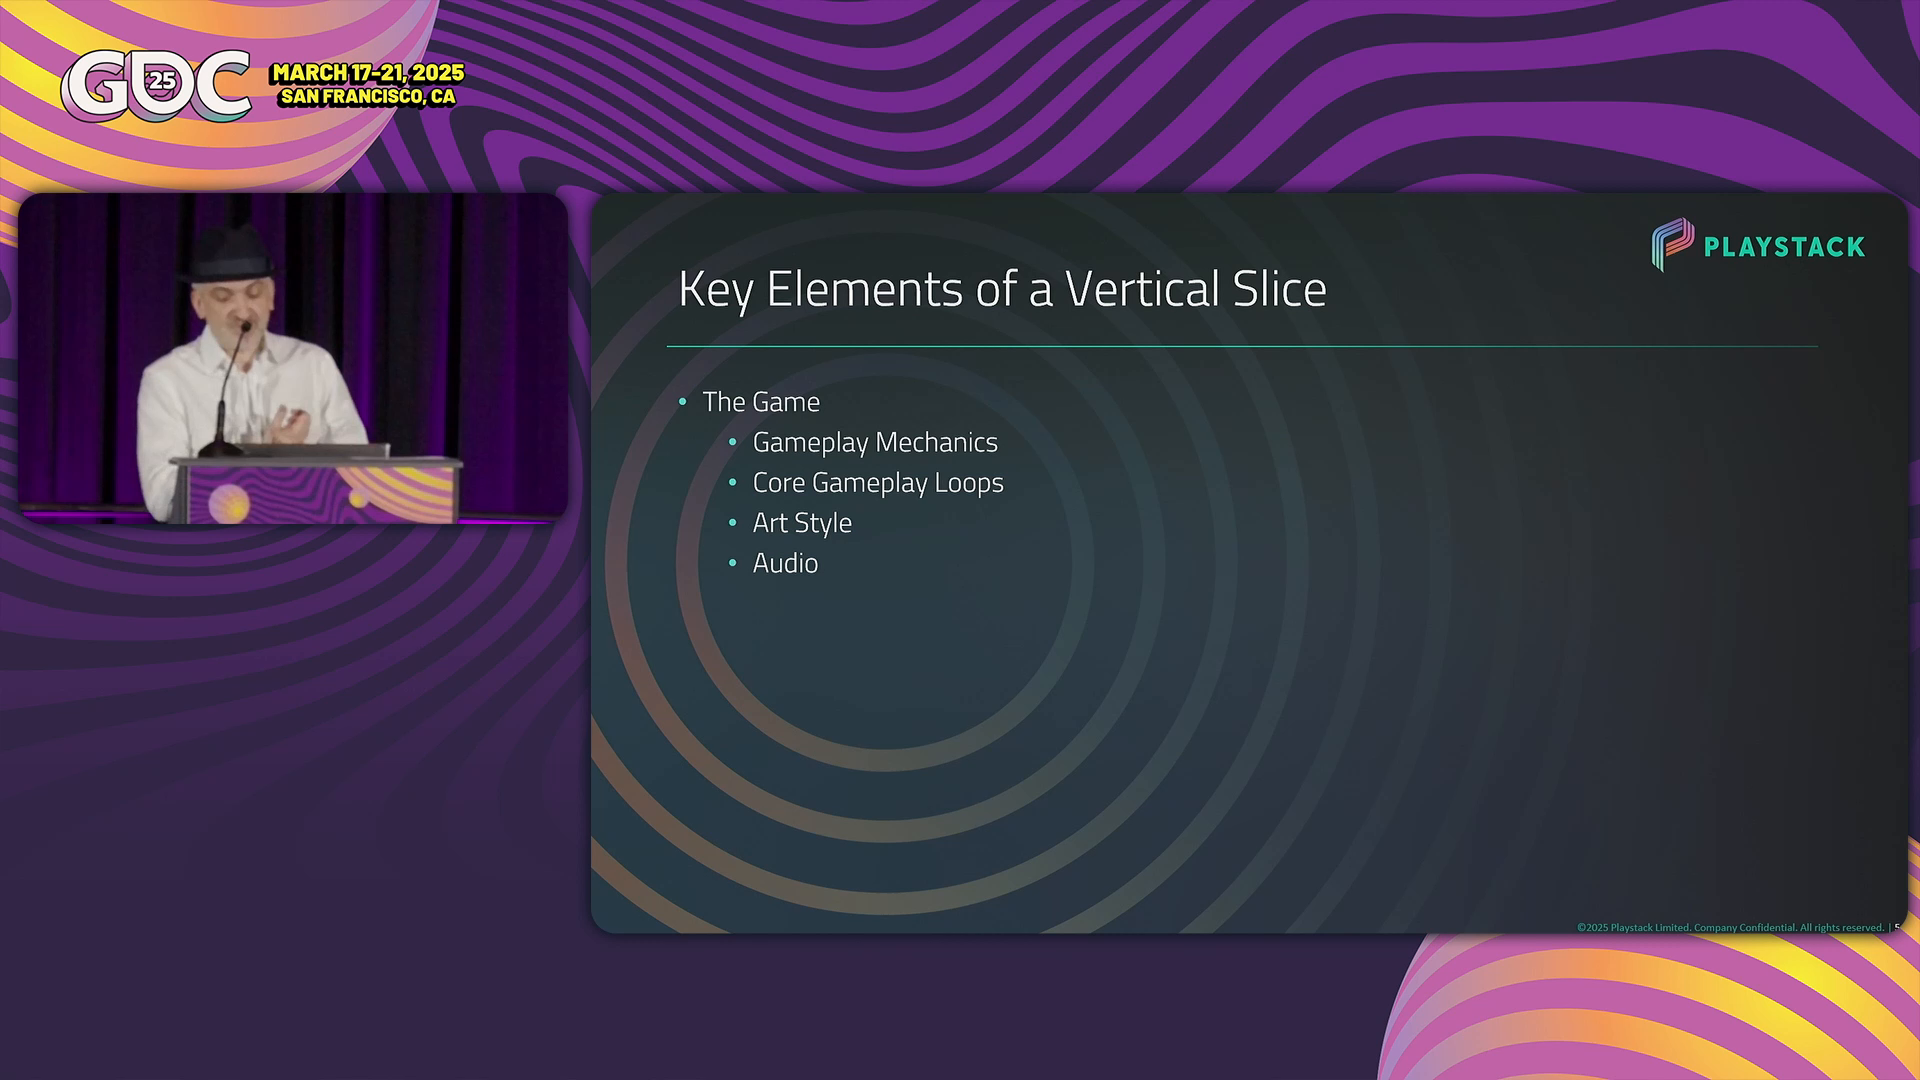 GDC
25
MARCH 17-21, 2025
SAN FRANCISCO, CA
PLAYSTACK
Key Elements of a Vertical Slice
• The Game
• Gameplay Mechanics
• Core Gameplay Loops
• Art Style
• Audio
©2025 Playstack Limited. Company Confidential. All rights reserved. | 5